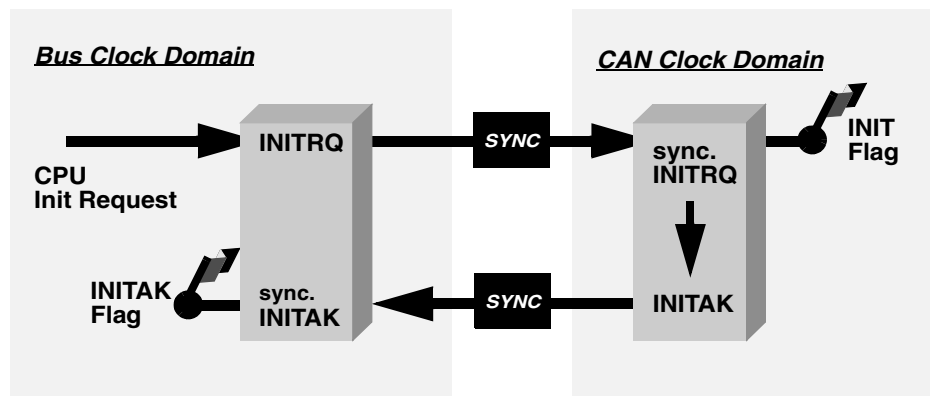 Bus Clock Domain
CAN Clock Domain
CPU
Init Request
INITRQ
SYNC
sync.
INITRQ
INIT
Flag
INITAK
Flag
sync.
INITAK
SYNC
INITAK